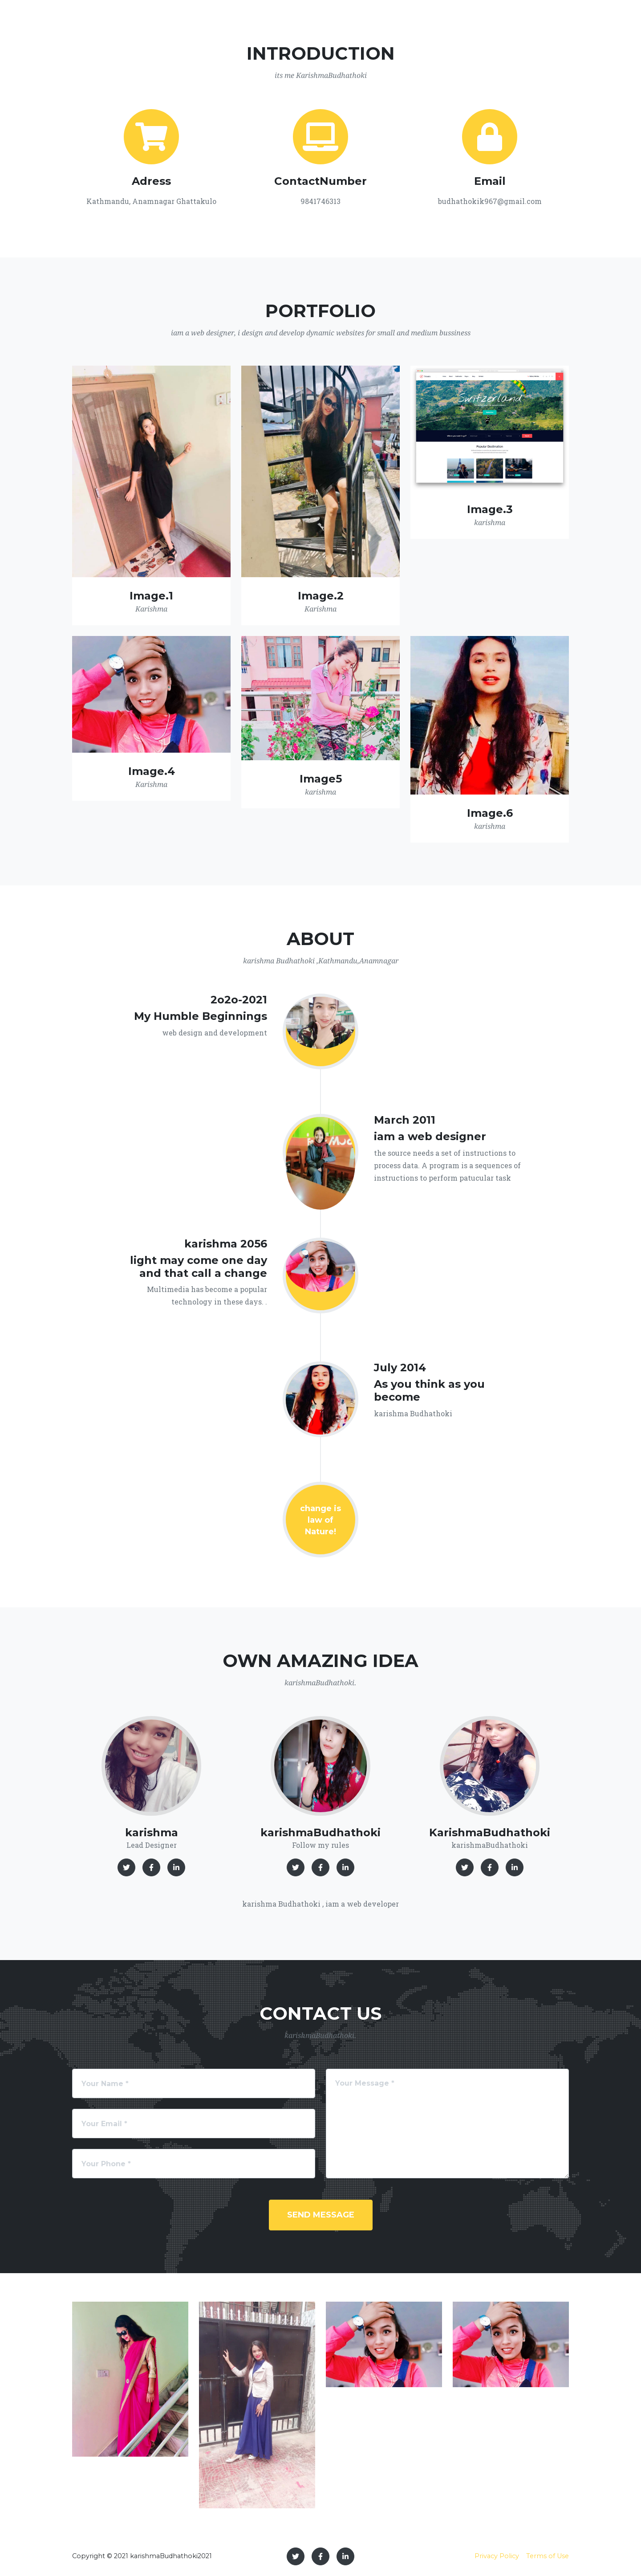 INTRODUCTION
its me KarishmaBudhathoki
Adress
Kathmandu, Anamnagar Ghattakulo
ContactNumber
9841746313
Email
budhathokik967@gmail.com
PORTFOLIO
iam a web designer, i design and develop dynamic websites for small and medium bussiness
Image.1
Karishma
Image.2
Karishma
Switzerland
Image.3
karishma
Image.4
Karishma
Image5
karishma
Image.6
karishma
ABOUT
karishma Budhathoki ,Kathmandu,Anamnagar
2o2o-2021
My Humble Beginnings
web design and development
March 2011
iam a web designer
the source needs a set of instructions to
process data. A program is a sequences of
instructions to perform patucular task
karishma 2056
light may come one day
and that call a change
Multimedia has become a popular
technology in these days. .
July 2014
As you think as you
become
karishma Budhathoki
change is
law of
Nature!
OWN AMAZING IDEA
karishmaBudhathoki.
karishma
Lead Designer
karishmaBudhathoki
Follow my rules
KarishmaBudhathoki
karishmaBudhathoki
karishma Budhathoki , iam a web developer
CONTACT US
karishmaBudhathoki.
Your Name *
Your Email *
Your Phone *
Your Message *
SEND MESSAGE
Copyright © 2021 karishmaBudhathoki2021
Privacy Policy
Terms of Use